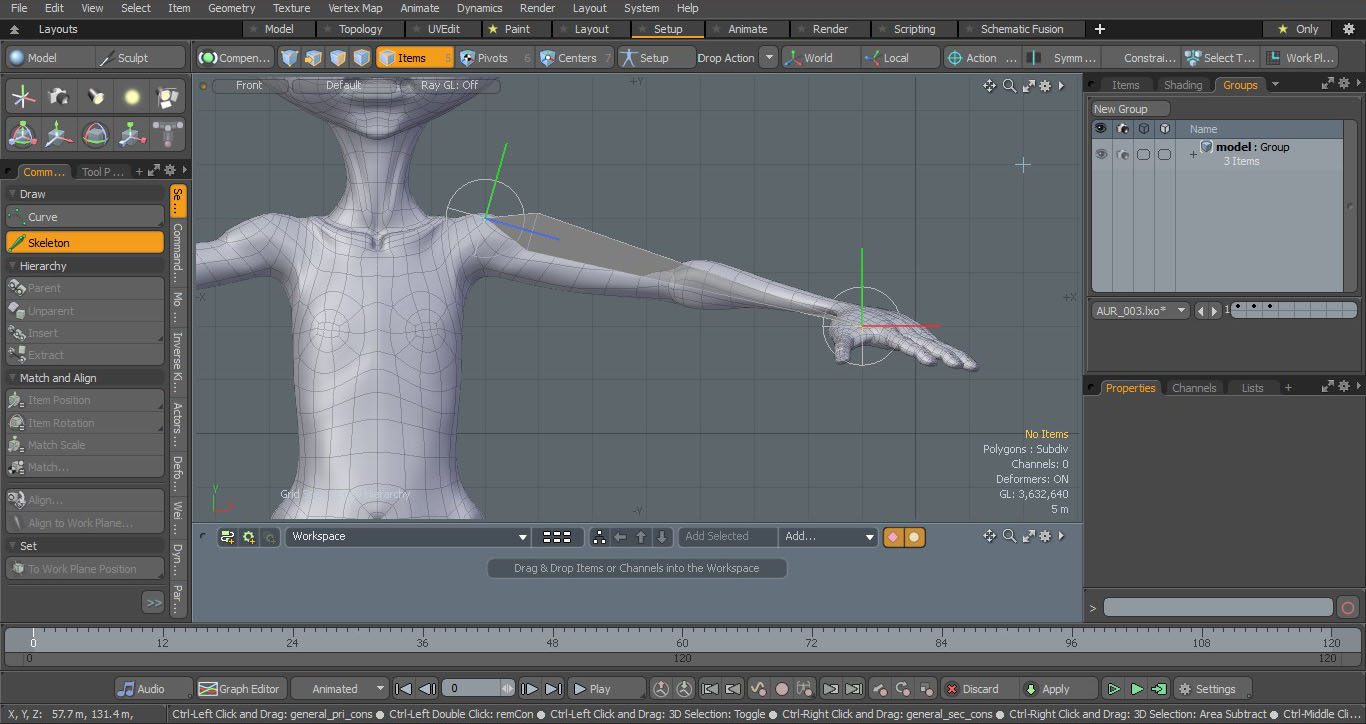 File Edit View Select Item Geometry Texture Vertex Map Animate Dynamics Render Layout System Help
Layouts Model Topology UVEdit Paint Layout Setup Animate Render Scripting Schematic Fusion + Only
Model Sculpt Compen... Items 5 Pivots 6 Centers 7 Setup Drop Action World Local Action ... Symm ... Constrai... Select T... Work Pl...
Front Default Ray GL: Off +Y
Items Shading Groups
New Group
Name
model : Group
3 Items
Comm... Tool P... +
Draw
Curve
Skeleton
Hierarchy
Parent
Unparent
Insert
Extract
Match and Align
Item Position
Item Rotation
Match Scale
Match...
Align...
Align to Work Plane...
Set
To Work Plane Position
>>
Se...
Command...
Mo...
Inverse Ki...
Actors...
Defo...
Wei...
Dyn...
Par...
-X
+X
-Y
Y
No Items
Polygons : Subdiv
Channels: 0
Deformers: ON
GL: 3,632,640
5 m
AUR_003.lxo* 1
Properties Channels Lists +
Workspace Add Selected Add...
Drag & Drop Items or Channels into the Workspace
>
0 12 24 36 48 60 72 84 96 108 120
0 120 120
Audio Graph Editor Animated 0 Play Discard Apply Settings
X, Y, Z: 57.7 m, 131.4 m, Ctrl-Left Click and Drag: general_pri_cons ● Ctrl-Left Double Click: remCon ● Ctrl-Left Click and Drag: 3D Selection: Toggle ● Ctrl-Right Click and Drag: general_sec_cons ● Ctrl-Right Click and Drag: 3D Selection: Area Subtract ● Ctrl-Middle Cli...